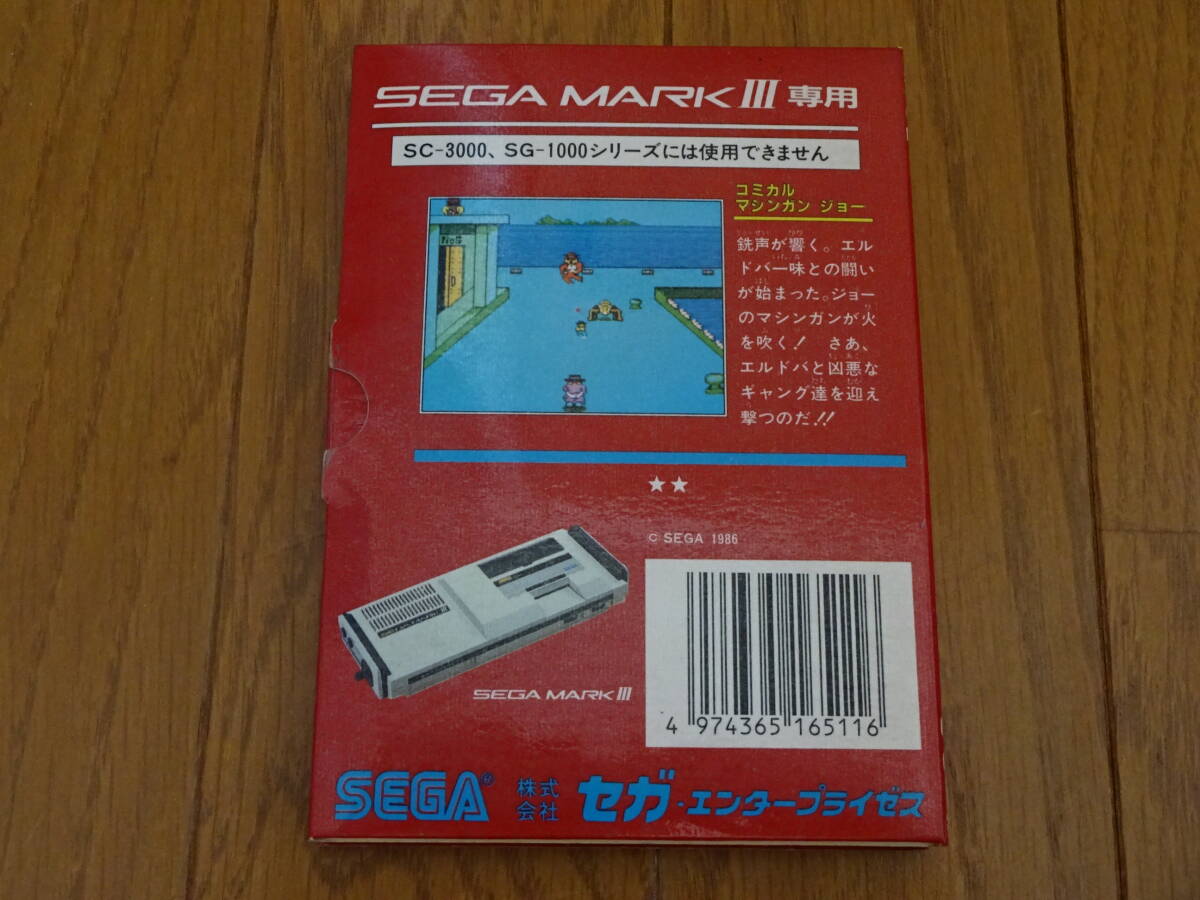 SEGA MARK III 専用
SC-3000、SG-1000シリーズには使用できません
コミカル
マシンガン ジョー
銃声が響く。エル
ドバ一味との闘い
が始まった。ジョー
のマシンガンが火
を吹く! さあ、
エルドバと凶悪な
ギャング達を迎え
撃つのだ!!
★★
© SEGA 1986
SEGA MARK III
4 974365 165116
SEGA® 株式会社 セガ・エンタープライゼス